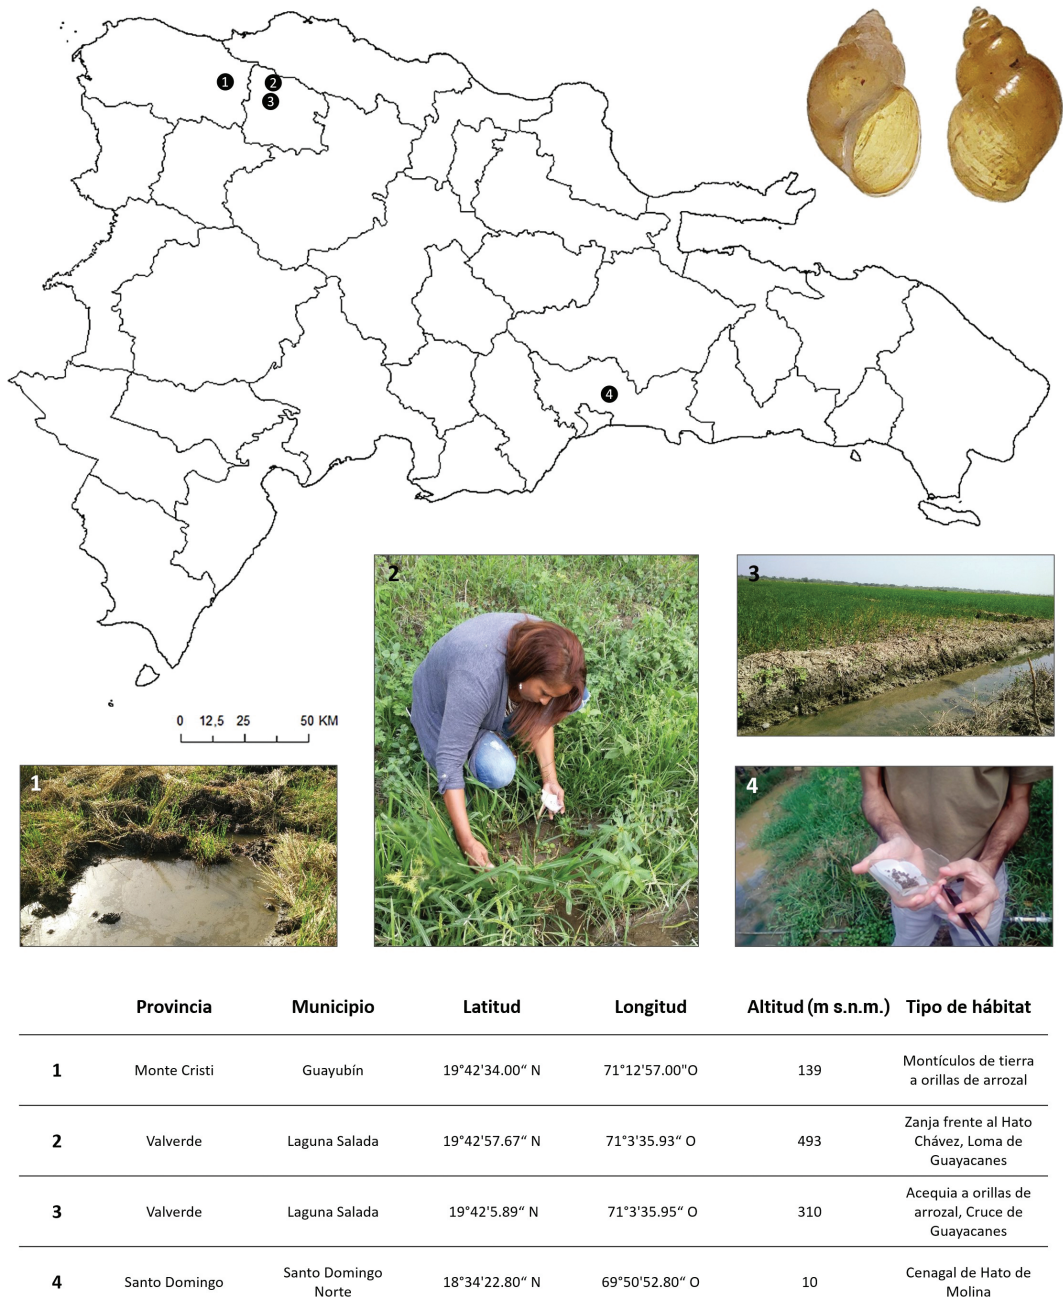 1
2
3
4
0 12,5 25 50 KM
2
3
1
4
Provincia Municipio Latitud Longitud Altitud (m s.n.m.) Tipo de hábitat
1 Monte Cristi Guayubín 19°42'34.00“ N 71°12'57.00"O 139 Montículos de tierra
a orillas de arrozal
2 Valverde Laguna Salada 19°42'57.67“ N 71°3'35.93“ O 493 Zanja frente al Hato
Chávez, Loma de
Guayacanes
3 Valverde Laguna Salada 19°42'5.89“ N 71°3'35.95“ O 310 Acequia a orillas de
arrozal, Cruce de
Guayacanes
4 Santo Domingo Santo Domingo
Norte 18°34'22.80“ N 69°50'52.80“ O 10 Cenagal de Hato de
Molina